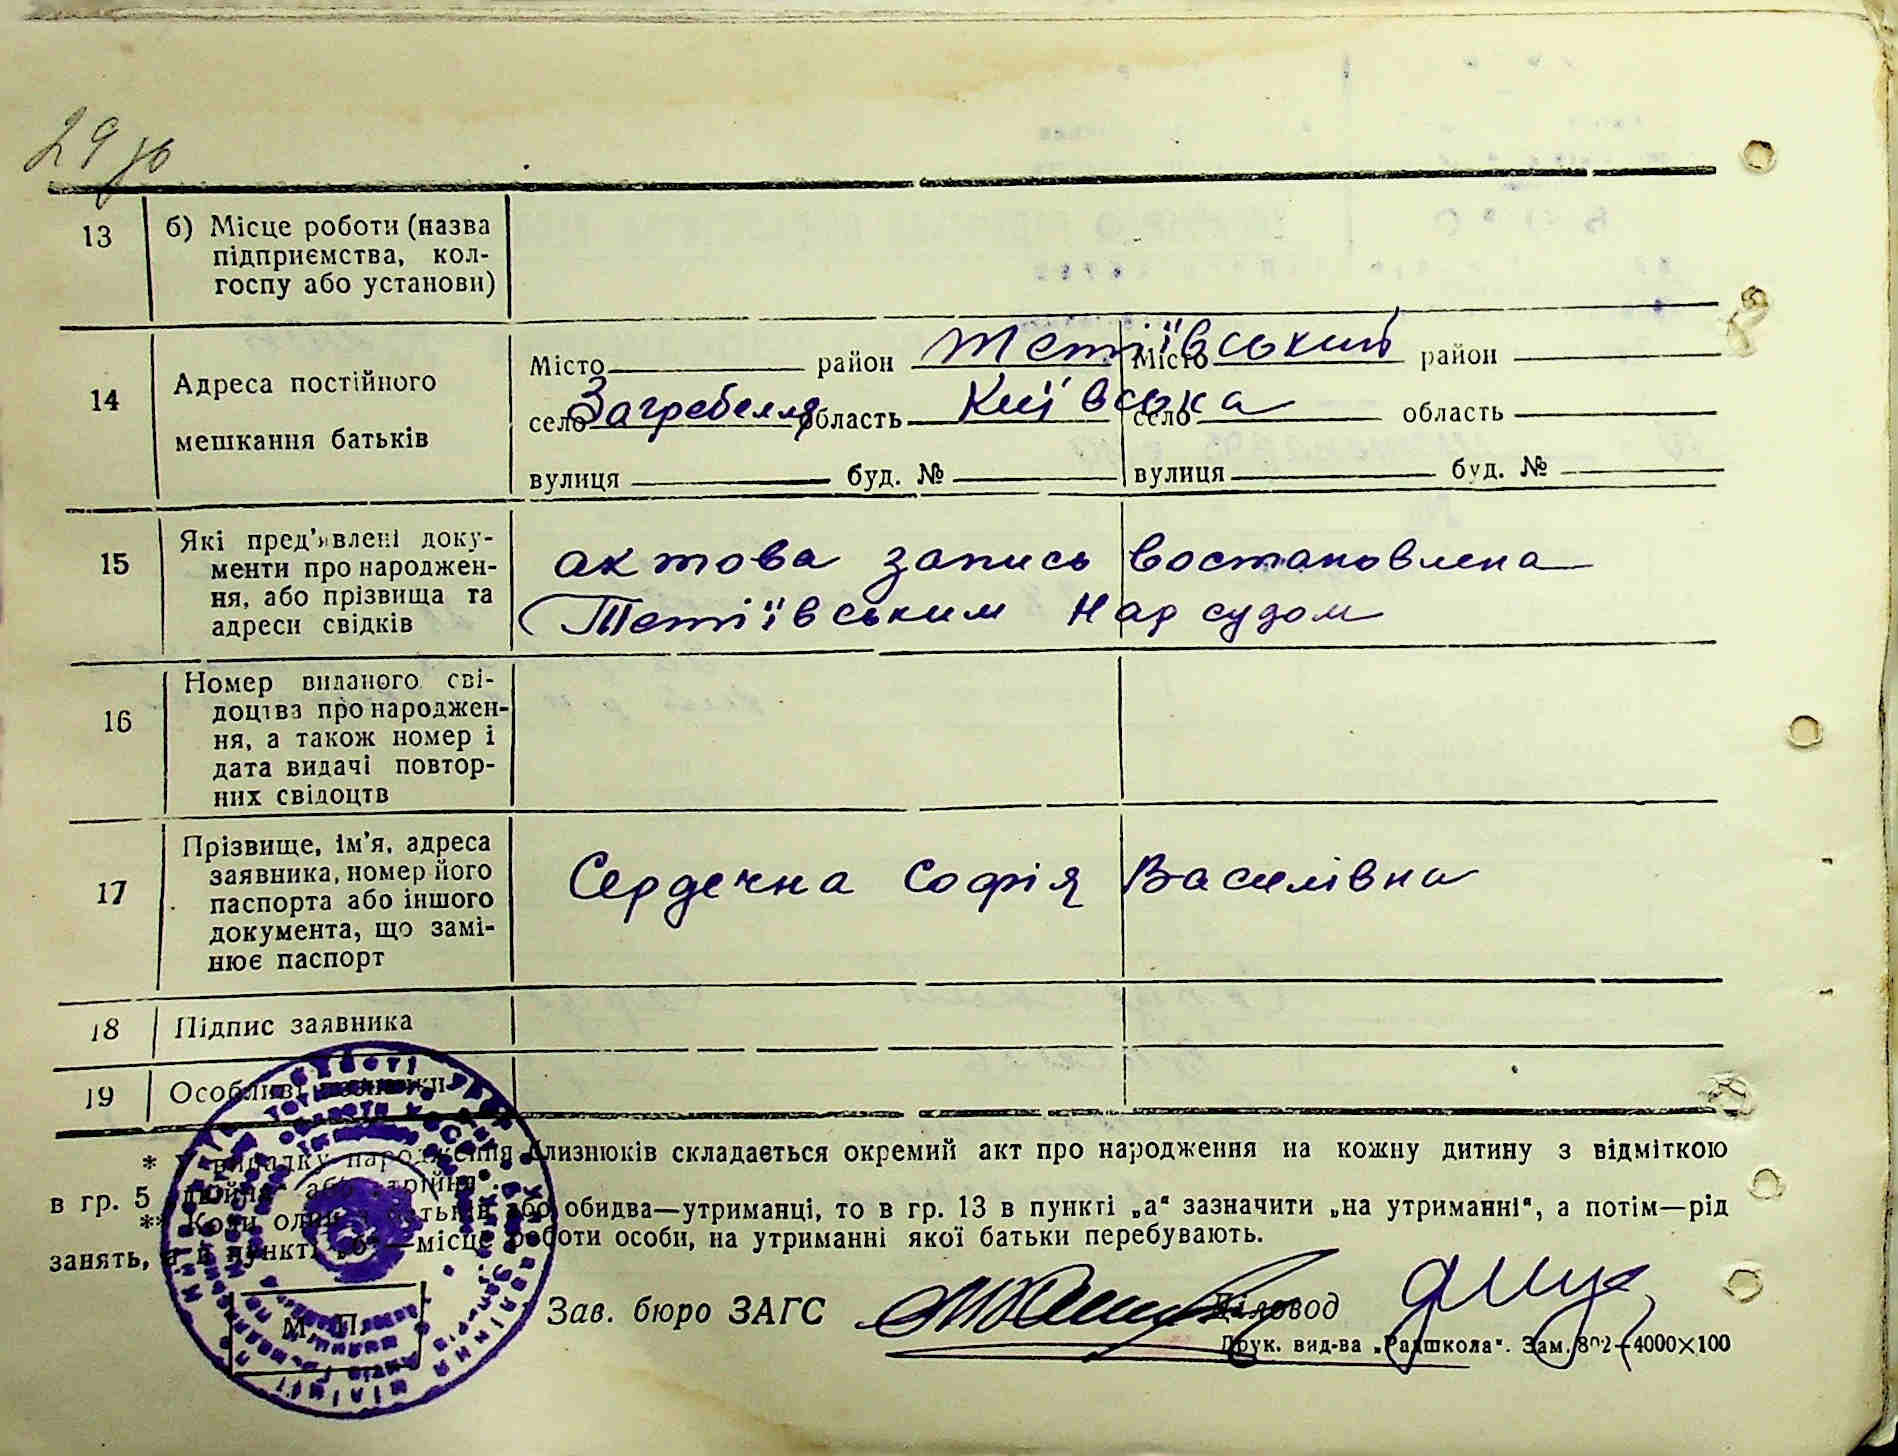 29
13 б) Місце роботи (назва
підприємства, кол-
госпу або установи)
14 Адреса постійного
мешкання батьків
Місто район Тетіївський Місто район
село Загребелля область Київська село область
вулиця буд. № вулиця буд. №
15 Які пред'явлені доку-
менти про народжен-
ня, або прізвища та
адреси свідків
актова запись востановлена
Тетіївським Нар судом
16 Номер виданого сві-
доцтва про народжен-
ня, а також номер і
дата видачі повтор-
них свідоцтв
17 Прізвище, ім'я, адреса
заявника, номер його
паспорта або іншого
документа, що замі-
нює паспорт
Сердечна Софія Василівна
18 Підпис заявника
19 Особливі
* У випадку народження близнюків складається окремий акт про народження на кожну дитину з відміткою
в гр. 5 „двійня“ або „трійня“.
** Коли один з батьків або обидва—утриманці, то в гр. 13 в пункті „а“ зазначити „на утриманні“, а потім—рід
занять, а в пункті „б“—місце роботи особи, на утриманні якої батьки перебувають.
М. П.
Зав. бюро ЗАГС Діловод
Друк. вид-ва „Радшкола“. Зам. 802—4000×100